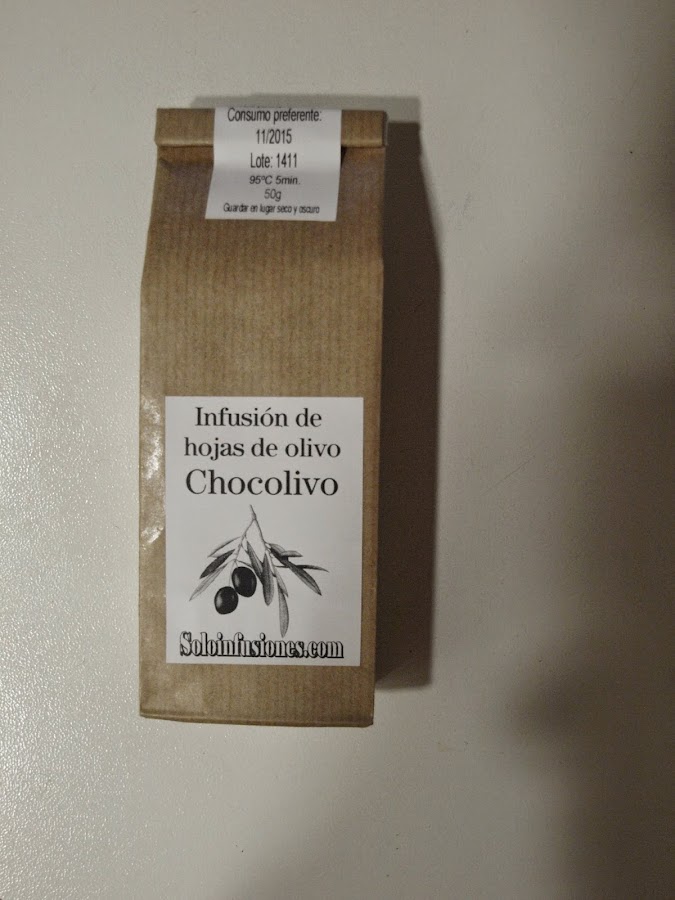 Consumo preferente:
11/2015
Lote: 1411
95ºC 5min.
50g
Guardar en lugar seco y oscuro
Infusión de
hojas de olivo
Chocolivo
Soloinfusiones.com